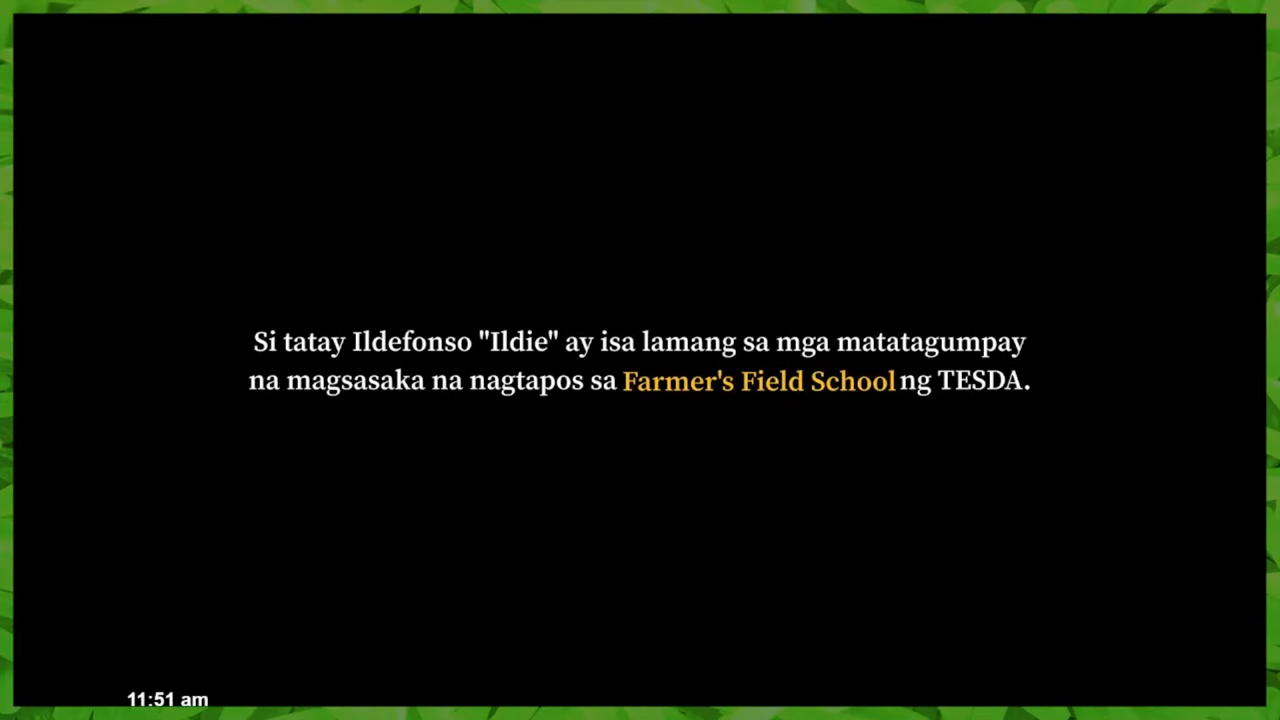 Si tatay Ildefonso "Ildie" ay isa lamang sa mga matatagumpay
na magsasaka na nagtapos sa Farmer's Field School ng TESDA.
11:51 am